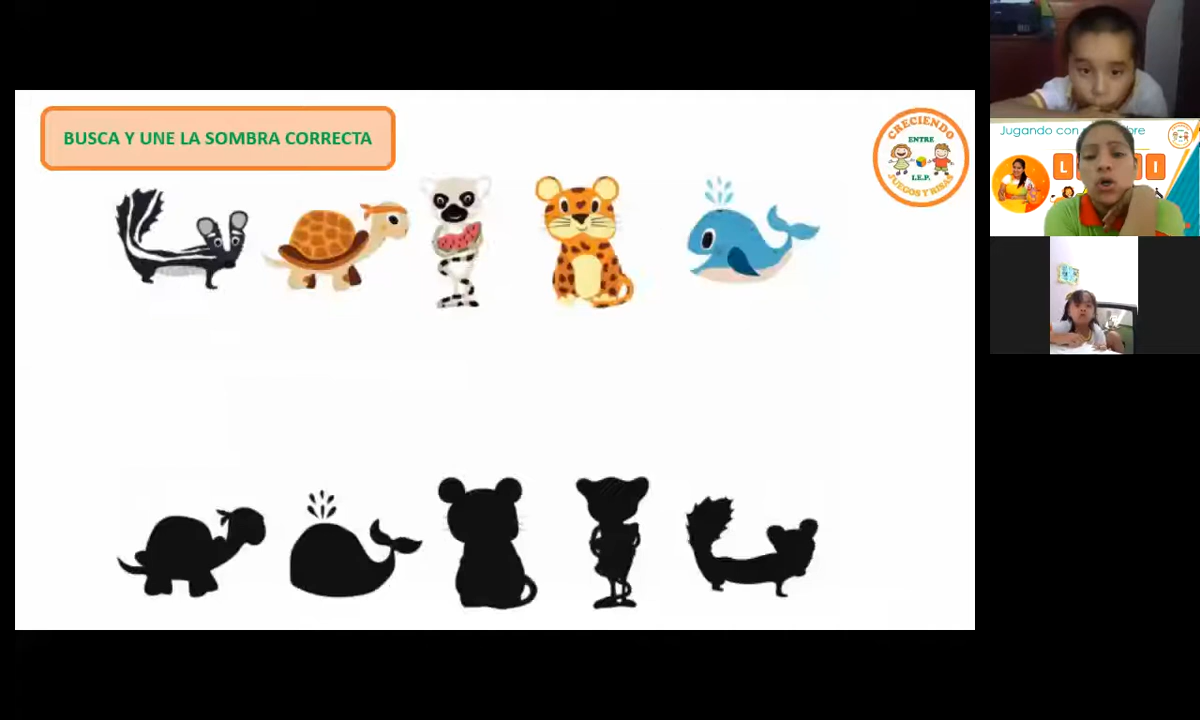 BUSCA Y UNE LA SOMBRA CORRECTA
CRECIENDO
ENTRE
I.E.P.
JUEGOS Y RISAS
Jugando con